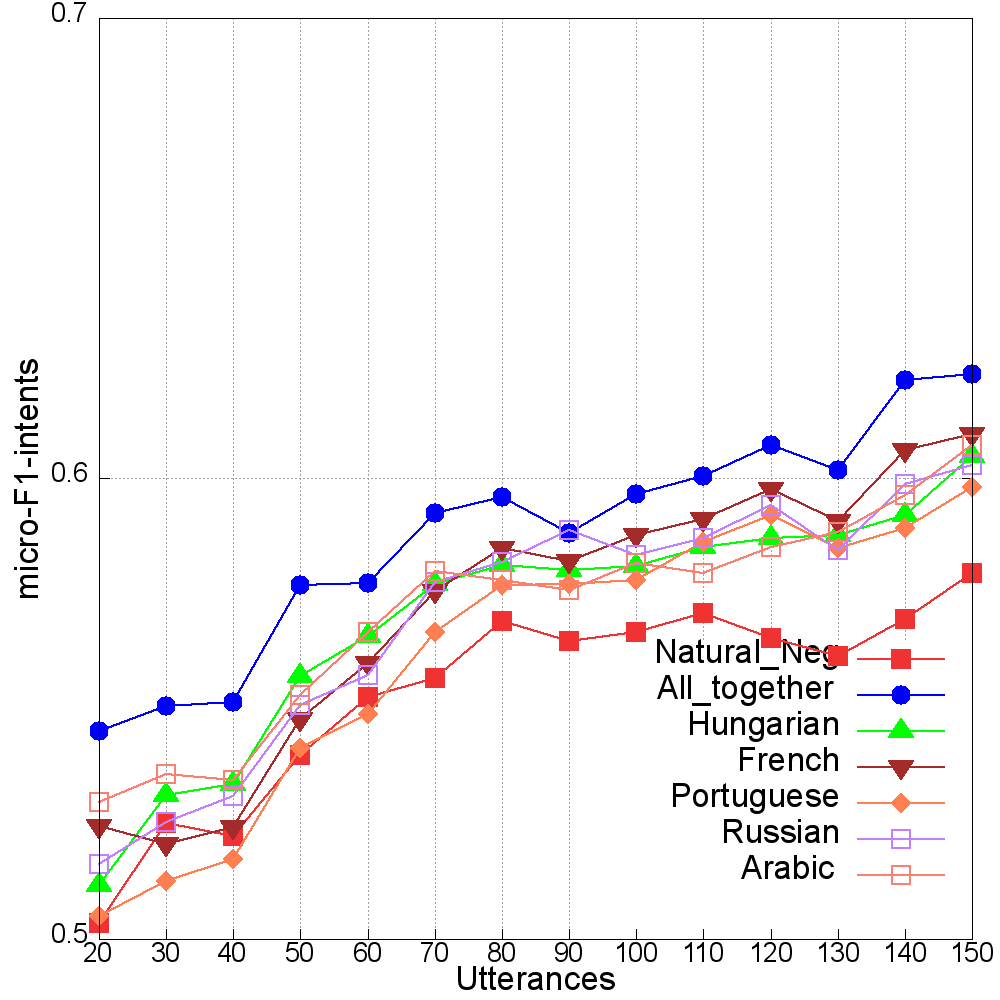 0.7
micro-F1-intents
0.6
Natural_Neg
All_together
Hungarian
French
Portuguese
Russian
Arabic
0.5
20 30 40 50 60 70 80 90 100 110 120 130 140 150
Utterances